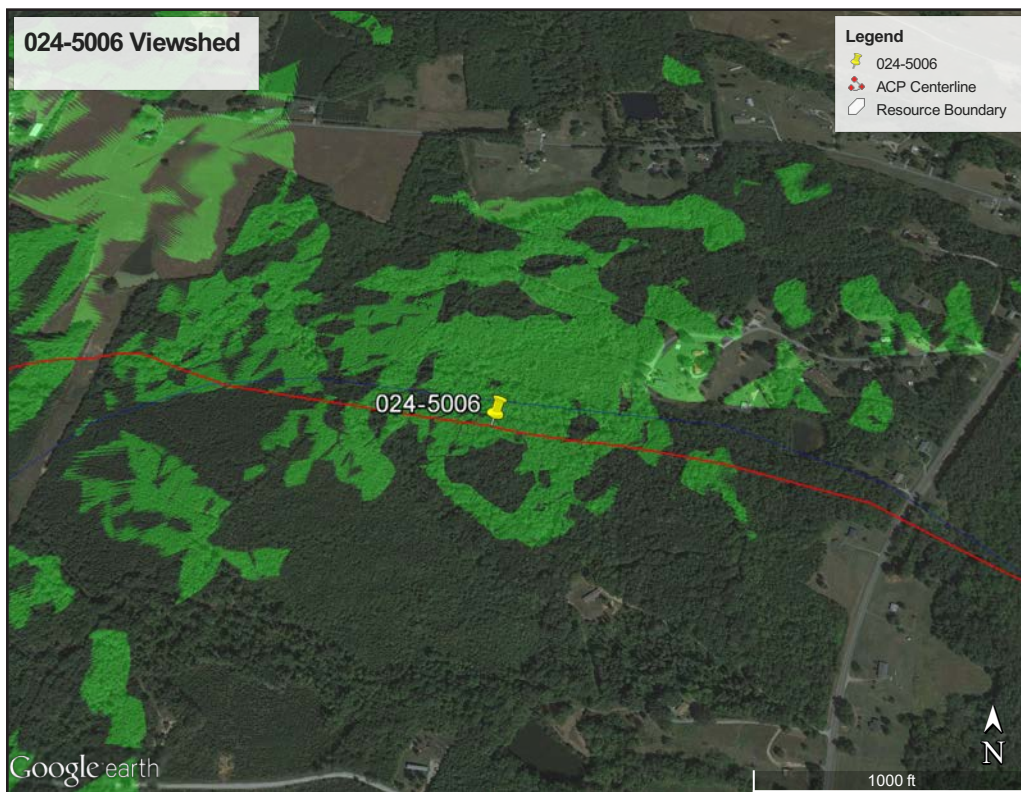 024-5006 Viewshed
Legend
024-5006
ACP Centerline
Resource Boundary
024-5006
N
Google earth
1000 ft